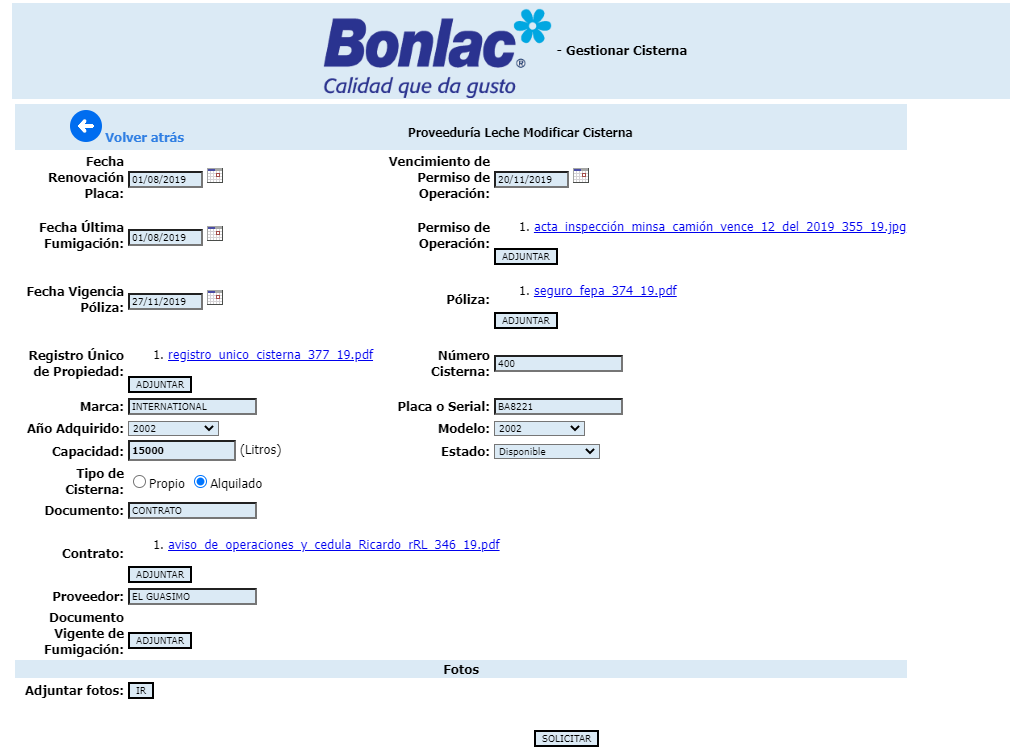 Bonlac®
Calidad que da gusto
- Gestionar Cisterna
Volver atrás
Proveeduría Leche Modificar Cisterna
Fecha
Renovación
Placa:
01/08/2019
Vencimiento de
Permiso de
Operación:
20/11/2019
Fecha Última
Fumigación:
01/08/2019
Permiso de
Operación:
1. acta_inspección_minsa_camión_vence_12_del_2019_355_19.jpg
ADJUNTAR
Fecha Vigencia
Póliza:
27/11/2019
Póliza:
1. seguro_fepa_374_19.pdf
ADJUNTAR
Registro Único
de Propiedad:
1. registro_unico_cisterna_377_19.pdf
ADJUNTAR
Número
Cisterna:
400
Marca: INTERNATIONAL
Placa o Serial: BA8221
Año Adquirido: 2002
Modelo: 2002
Capacidad: 15000 (Litros)
Estado: Disponible
Tipo de
Cisterna:
Propio Alquilado
Documento: CONTRATO
Contrato:
1. aviso_de_operaciones_y_cedula_Ricardo_rRL_346_19.pdf
ADJUNTAR
Proveedor: EL GUASIMO
Documento
Vigente de
Fumigación:
ADJUNTAR
Fotos
Adjuntar fotos: IR
SOLICITAR